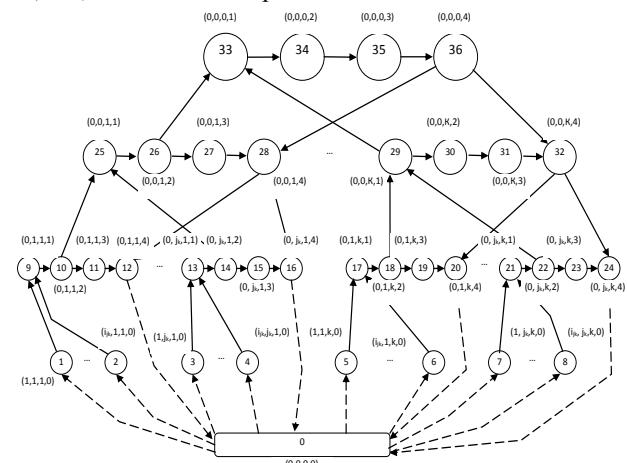 (0,0,0,1) (0,0,0,2) (0,0,0,3) (0,0,0,4)
33 34 35 36
(0,0,1,1) (0,0,1,3) (0,0,К,2) (0,0,К,4)
25 26 27 28 ... 29 30 31 32
(0,0,1,2) (0,0,1,4) (0,0,К,1) (0,0,К,3)
(0,1,1,1) (0,1,1,3) (0,1,1,4) (0, jₖ,1,1) (0, jₖ,1,2) (0, jₖ,1,4) (0,1,k,1) (0,1,k,3) (0, jₖ,k,1) (0, jₖ,k,3)
9 10 11 12 ... 13 14 15 16 17 18 19 20 ... 21 22 23 24
(0,1,1,2) (0, jₖ,1,3) (0,1,k,2) (0,1,k,4) (0, jₖ,k,2) (0, jₖ,k,4)
(iⱼₖ,1,1,0) (1,jₖ,1,0) (iⱼₖ,jₖ,1,0) (1,1,k,0) (iⱼₖ,1,k,0) (1, jₖ,k,0) (iⱼₖ, jₖ,k,0)
1 ... 2 3 ... 4 5 ... 6 7 ... 8
(1,1,1,0)
0